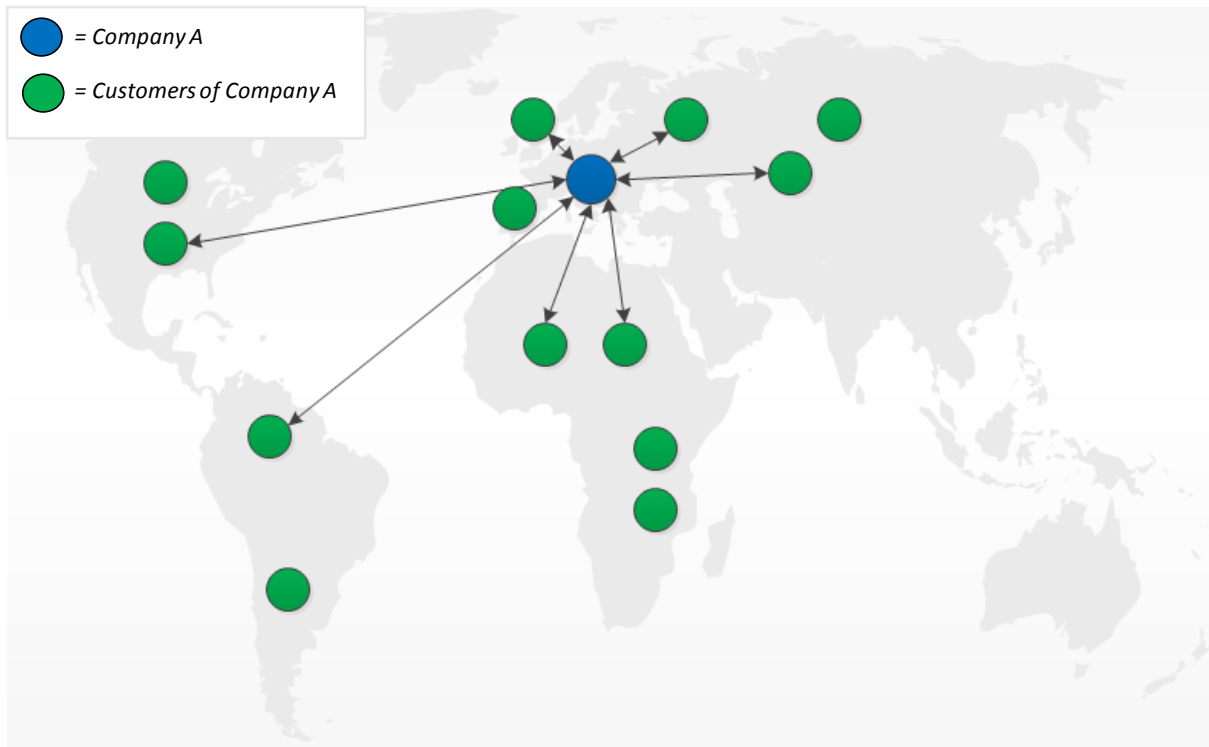 = Company A
= Customers of Company A